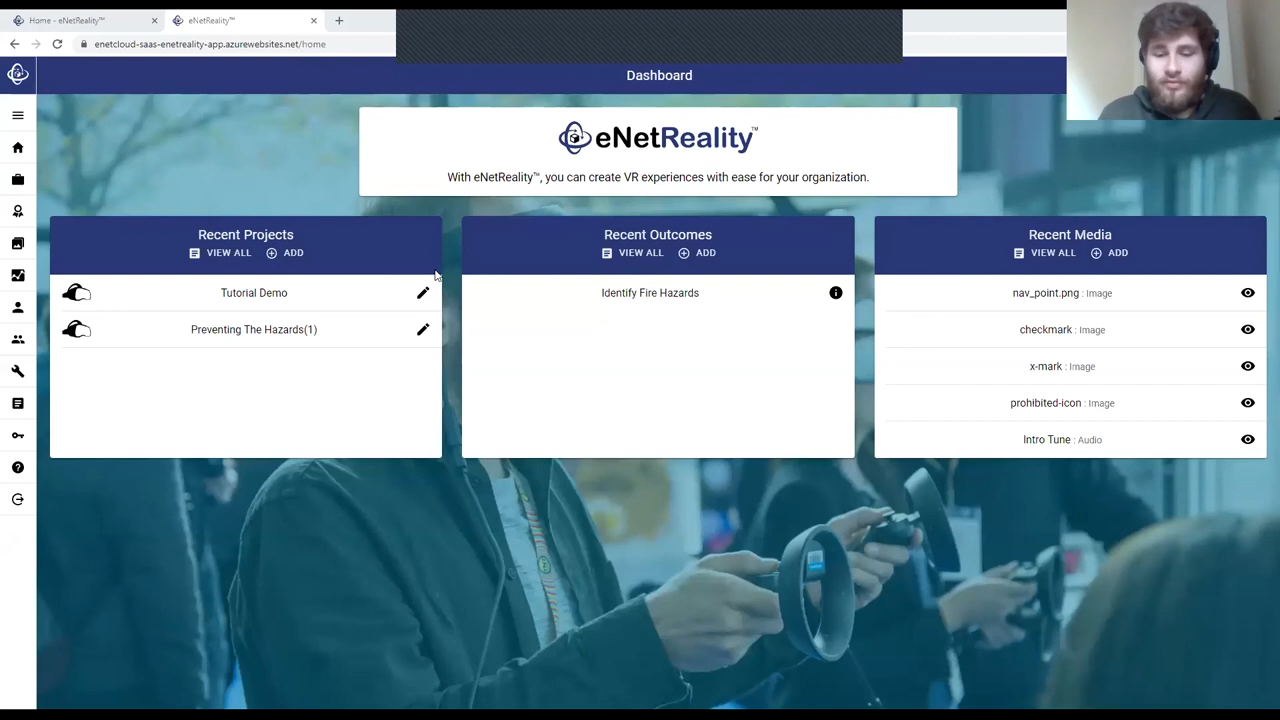 Home - eNetReality™
eNetReality™
enetcloud-saas-enetreality-app.azurewebsites.net/home
Dashboard
eNetReality™
With eNetReality™, you can create VR experiences with ease for your organization.
Recent Projects
VIEW ALL
ADD
Tutorial Demo
Preventing The Hazards(1)
Recent Outcomes
VIEW ALL
ADD
Identify Fire Hazards
Recent Media
VIEW ALL
ADD
nav_point.png : Image
checkmark : Image
x-mark : Image
prohibited-icon : Image
Intro Tune : Audio